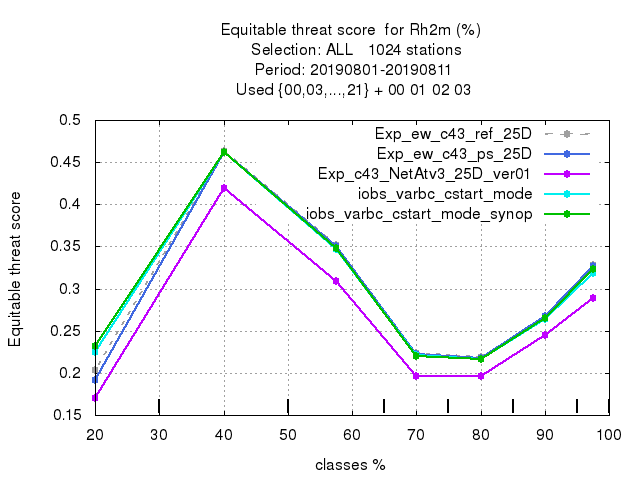 Equitable threat score  for Rh2m (%)
Selection: ALL   1024 stations
Period: 20190801-20190811
Used {00,03,...,21} + 00 01 02 03
Equitable threat score
0.5
0.45
0.4
0.35
0.3
0.25
0.2
0.15
Exp_ew_c43_ref_25D
Exp_ew_c43_ps_25D
Exp_c43_NetAtv3_25D_ver01
iobs_varbc_cstart_mode
iobs_varbc_cstart_mode_synop
20 30 40 50 60 70 80 90 100
classes %